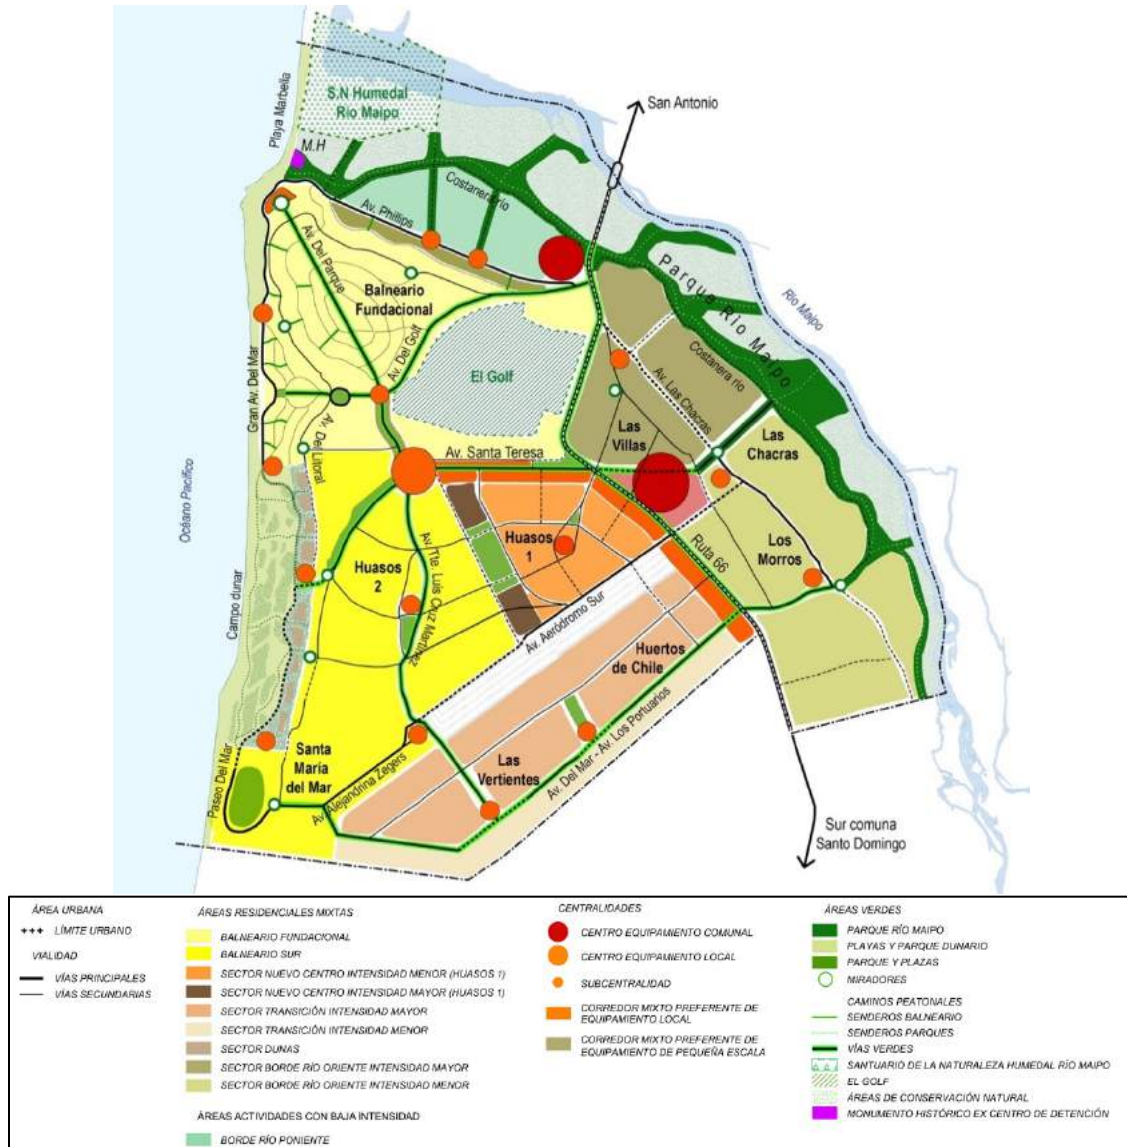 San Antonio
S.N Humedal
Río Maipo
Playa Marbella
M.H
Costanera río
Av. Phillips
Av. Del Parque
Balneario
Fundacional
Parque Río Maipo
Río Maipo
Av. Del Golf
El Golf
Costanera río
Av. Las Chacras
Gran Av. Del Mar
Las
Villas
Las
Chacras
Av. Santa Teresa
Av. Del Litoral
Océano Pacífico
Huasos
1
Ruta 66
Los
Morros
Huasos
2
Av. Tte. Luis Cruz Martínez
Campo dunar
Av. Aeródromo Sur
Huertos
de Chile
Santa
María
del Mar
Las
Vertientes
Av. Del Mar - Av. Los Portuarios
Paseo Del Mar
Av. Alejandrina Zegers
Sur comuna
Santo Domingo
ÁREA URBANA
LÍMITE URBANO
VIALIDAD
VÍAS PRINCIPALES
VÍAS SECUNDARIAS
ÁREAS RESIDENCIALES MIXTAS
BALNEARIO FUNDACIONAL
BALNEARIO SUR
SECTOR NUEVO CENTRO INTENSIDAD MENOR (HUASOS 1)
SECTOR NUEVO CENTRO INTENSIDAD MAYOR (HUASOS 1)
SECTOR TRANSICIÓN INTENSIDAD MAYOR
SECTOR TRANSICIÓN INTENSIDAD MENOR
SECTOR DUNAS
SECTOR BORDE RÍO ORIENTE INTENSIDAD MAYOR
SECTOR BORDE RÍO ORIENTE INTENSIDAD MENOR
ÁREAS ACTIVIDADES CON BAJA INTENSIDAD
BORDE RÍO PONIENTE
CENTRALIDADES
CENTRO EQUIPAMIENTO COMUNAL
CENTRO EQUIPAMIENTO LOCAL
SUBCENTRALIDAD
CORREDOR MIXTO PREFERENTE DE
EQUIPAMIENTO LOCAL
CORREDOR MIXTO PREFERENTE DE
EQUIPAMIENTO DE PEQUEÑA ESCALA
ÁREAS VERDES
PARQUE RÍO MAIPO
PLAYAS Y PARQUE DUNARIO
PARQUE Y PLAZAS
MIRADORES
CAMINOS PEATONALES
SENDEROS BALNEARIO
SENDEROS PARQUES
VÍAS VERDES
SANTUARIO DE LA NATURALEZA HUMEDAL RÍO MAIPO
EL GOLF
ÁREAS DE CONSERVACIÓN NATURAL
MONUMENTO HISTÓRICO EX CENTRO DE DETENCIÓN